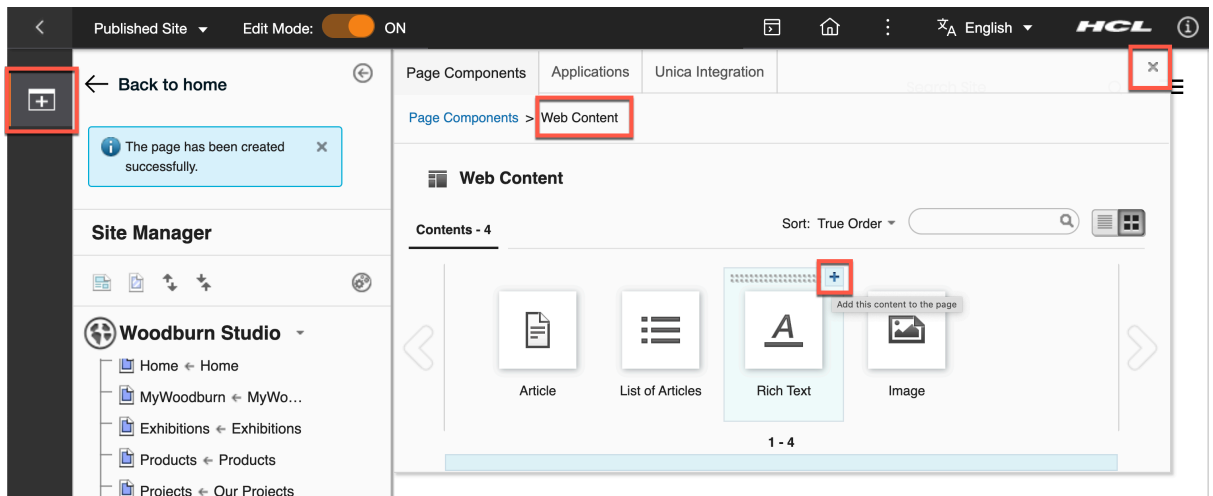 Published Site Edit Mode: ON English HCL
Back to home
The page has been created
successfully.
Site Manager
Woodburn Studio
Home ← Home
MyWoodburn ← MyWo...
Exhibitions ← Exhibitions
Products ← Products
Projects ← Our Projects
Page Components Applications Unica Integration
Search Site
Page Components > Web Content
Web Content
Contents - 4
Sort: True Order
Add this content to the page
Article List of Articles Rich Text Image
1 - 4